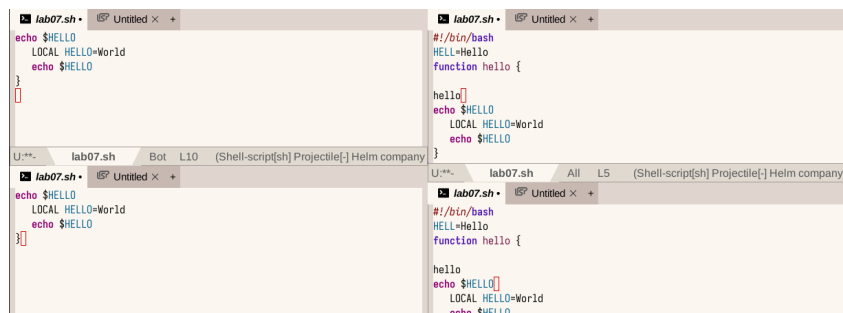 lab07.sh • Untitled × +
echo $HELLO
LOCAL HELLO=World
echo $HELLO
}
U:**- lab07.sh Bot L10 (Shell-script[sh] Projectile[-] Helm company
lab07.sh • Untitled × +
echo $HELLO
LOCAL HELLO=World
echo $HELLO
}
lab07.sh • Untitled × +
#!/bin/bash
HELL=Hello
function hello {
hello
echo $HELLO
LOCAL HELLO=World
echo $HELLO
}
U:**- lab07.sh All L5 (Shell-script[sh] Projectile[-] Helm company
lab07.sh • Untitled × +
#!/bin/bash
HELL=Hello
function hello {
hello
echo $HELLO
LOCAL HELLO=World
echo $HELLO